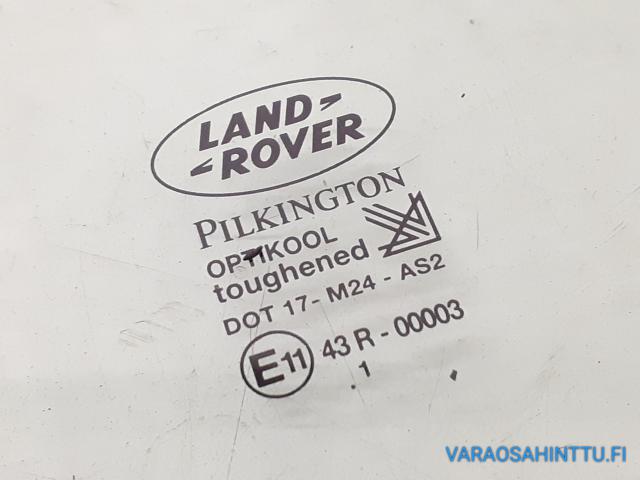 LAND
ROVER
PILKINGTON
OPTIKOOL
toughened
DOT 17 - M24 - AS2
E11 43 R - 00003
. 1
VARAOSAHINTTU.FI